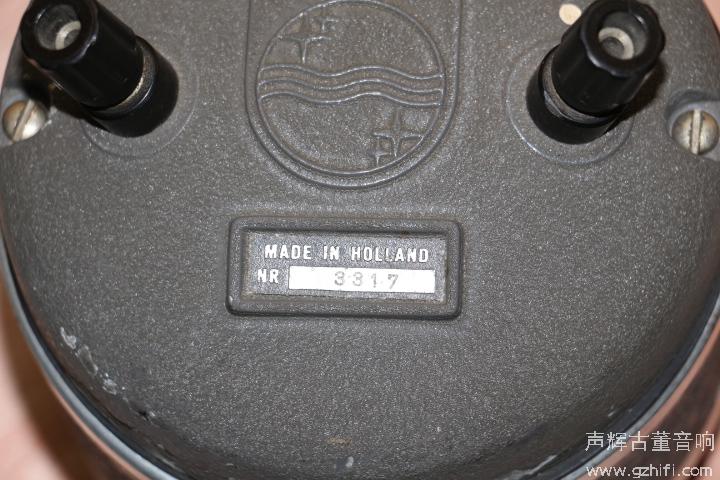 MADE IN HOLLAND
NR 3317
声辉古董音响
www.gzhifi.com